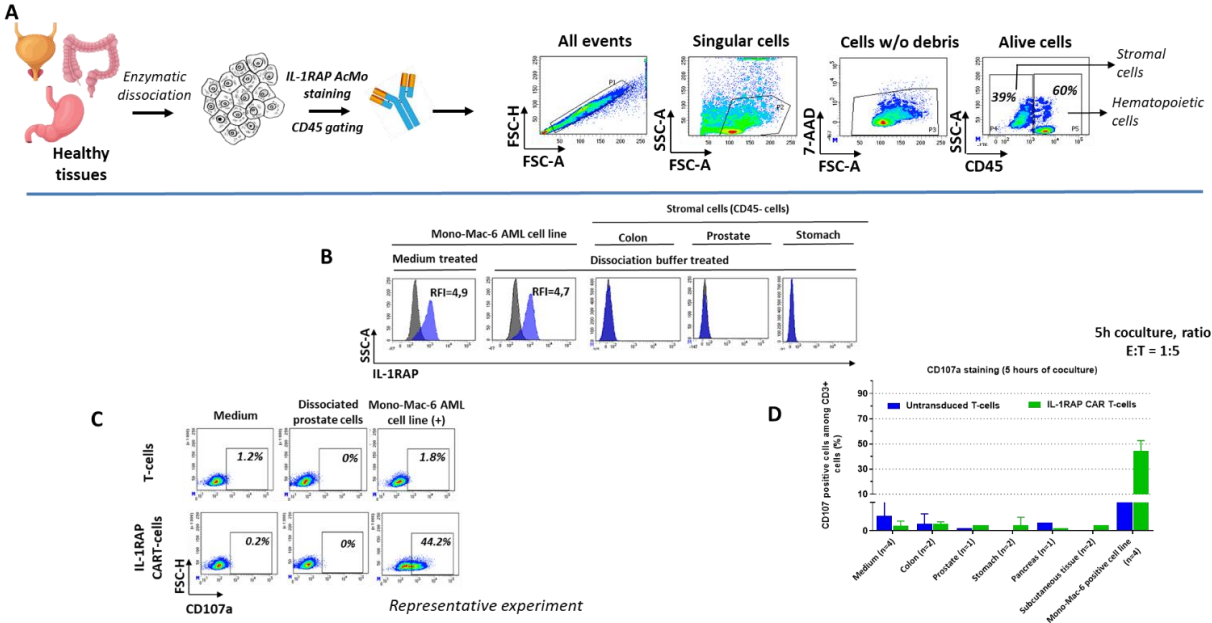 A
Enzymatic
dissociation
IL-1RAP AcMo
staining
CD45 gating
Healthy
tissues
All events
Singular cells
Cells w/o debris
Alive cells
FSC-H
FSC-A
P1
SSC-A
FSC-A
P2
7-AAD
FSC-A
P3
SSC-A
CD45
39%
60%
P4
P5
Stromal
cells
Hematopoietic
cells
B
Stromal cells (CD45- cells)
Mono-Mac-6 AML cell line
Colon
Prostate
Stomach
Medium treated
Dissociation buffer treated
RFI=4,9
RFI=4,7
SSC-A
IL-1RAP
5h coculture, ratio
E:T = 1:5
C
Medium
Dissociated
prostate cells
Mono-Mac-6 AML
cell line (+)
T-cells
1.2%
0%
1.8%
IL-1RAP
CART-cells
0.2%
0%
44.2%
FSC-H
CD107a
Representative experiment
D
CD107a staining (5 hours of coculture)
Untransduced T-cells
IL-1RAP CAR T-cells
CD107 positive cells among CD3+
cells (%)
90
70
50
30
10
0
Medium (n=4)
Colon (n=2)
Prostate (n=1)
Stomach (n=2)
Pancreas (n=1)
Subcutaneous tissue (n=2)
Mono-Mac-6 positive cell line
(n=4)